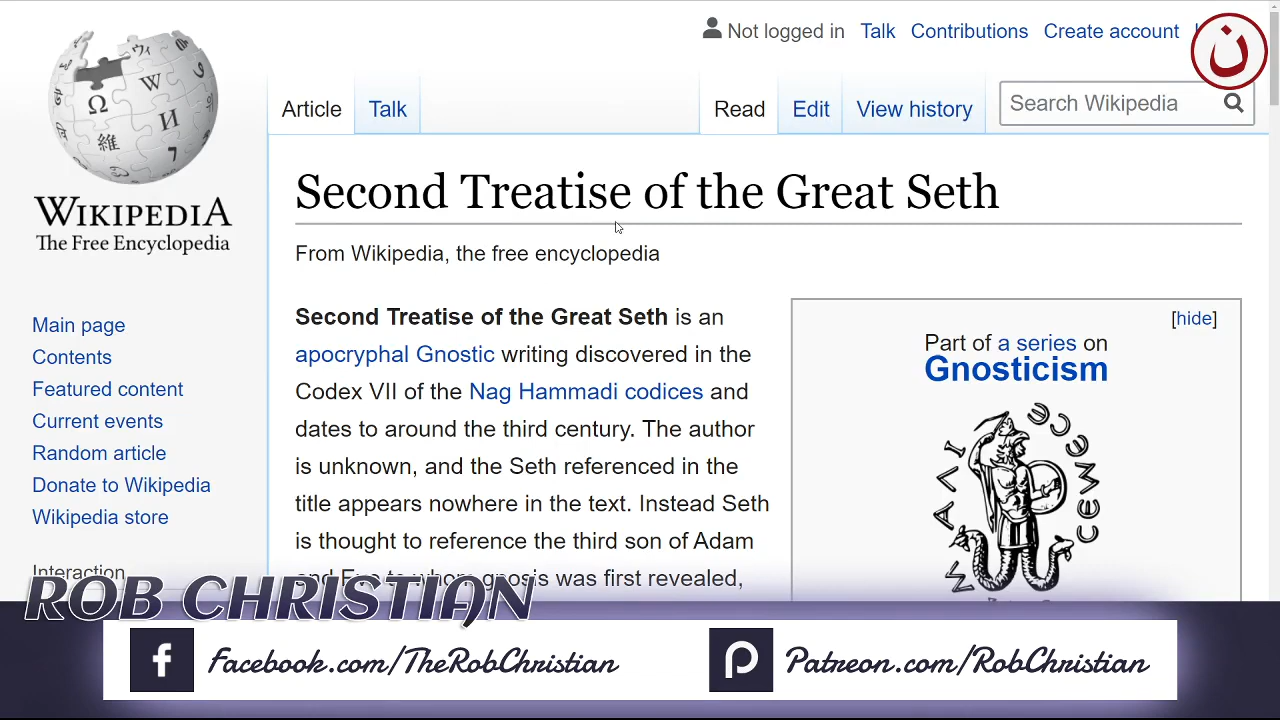 Not logged in Talk Contributions Create account
ن
Article Talk Read Edit View history Search Wikipedia
WIKIPEDIA
The Free Encyclopedia
Second Treatise of the Great Seth
From Wikipedia, the free encyclopedia
Second Treatise of the Great Seth is an
apocryphal Gnostic writing discovered in the
Codex VII of the Nag Hammadi codices and
dates to around the third century. The author
is unknown, and the Seth referenced in the
title appears nowhere in the text. Instead Seth
is thought to reference the third son of Adam
and Eve to whom gnosis was first revealed,
[hide]
Part of a series on
Gnosticism
Main page
Contents
Featured content
Current events
Random article
Donate to Wikipedia
Wikipedia store
Interaction
ROB CHRISTIAN
Facebook.com/TheRobChristian
Patreon.com/RobChristian